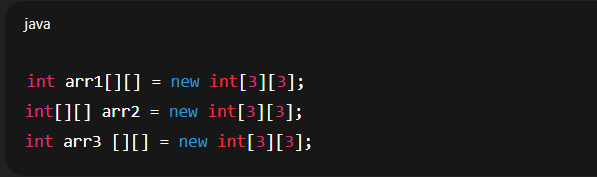 java
int arr1[][] = new int[3][3];
int[][] arr2 = new int[3][3];
int arr3 [][] = new int[3][3];